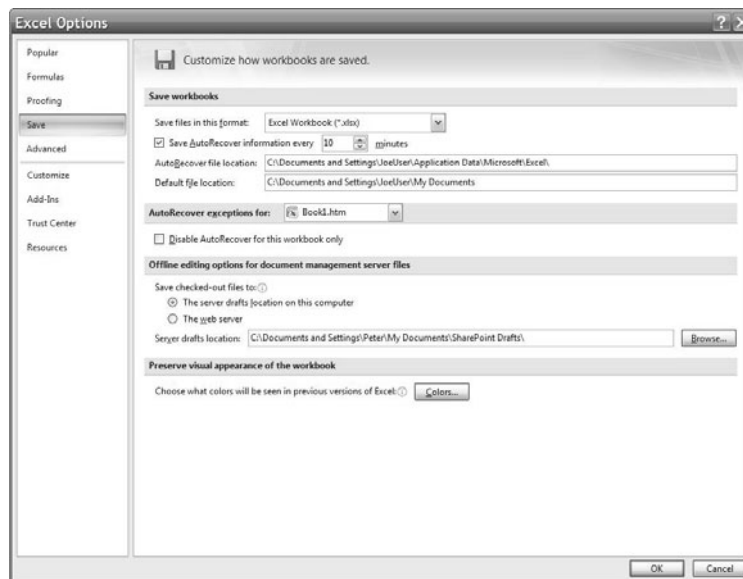 Excel Options
Popular
Formulas
Proofing
Save
Advanced
Customize
Add-Ins
Trust Center
Resources
Customize how workbooks are saved.
Save workbooks
Save files in this format: Excel Workbook (*.xlsx)
Save AutoRecover information every 10 minutes
AutoRecover file location: C:\Documents and Settings\JoeUser\Application Data\Microsoft\Excel\
Default file location: C:\Documents and Settings\JoeUser\My Documents
AutoRecover exceptions for: Book1.htm
Disable AutoRecover for this workbook only
Offline editing options for document management server files
Save checked-out files to:
The server drafts location on this computer
The web server
Server drafts location: C:\Documents and Settings\Peter\My Documents\SharePoint Drafts\ Browse...
Preserve visual appearance of the workbook
Choose what colors will be seen in previous versions of Excel: Colors...
OK Cancel